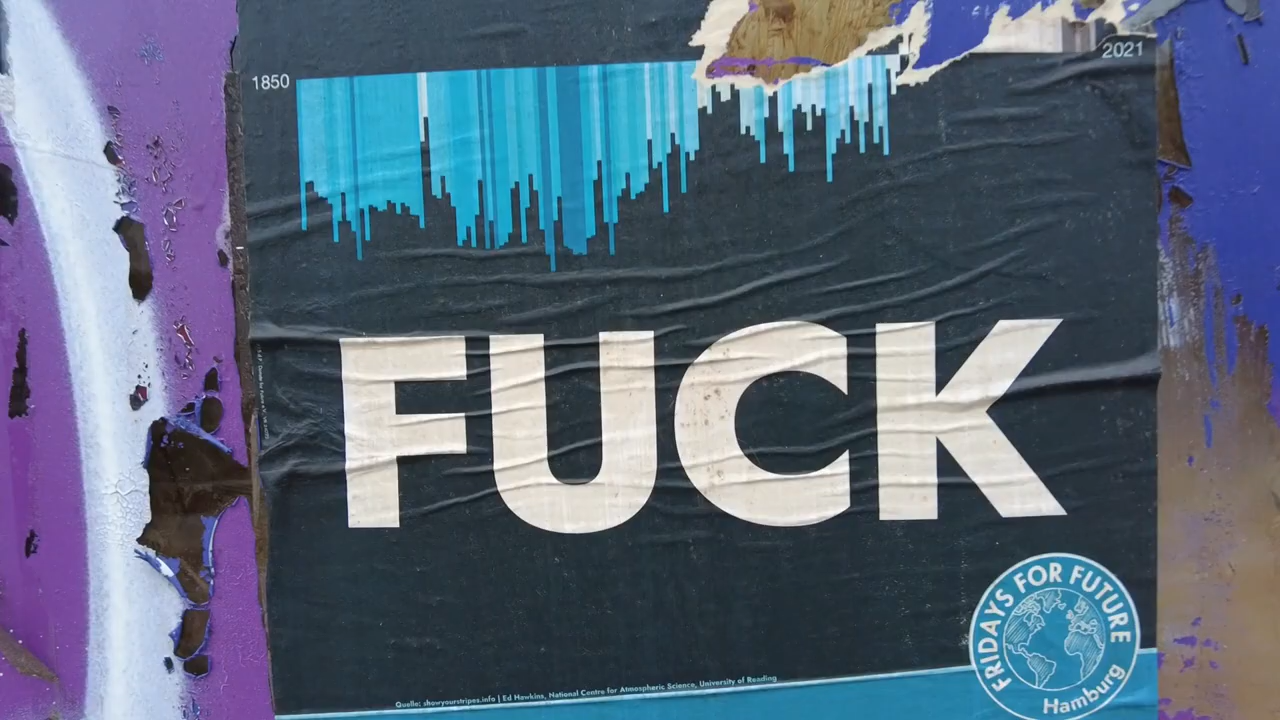 1850
2021
FUCK
FRIDAYS FOR FUTURE
Hamburg
Quelle: showyourstripes.info | Ed Hawkins, National Centre for Atmospheric Science, University of Reading